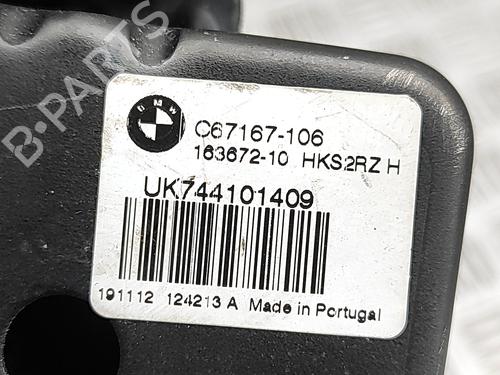 B-PARTS
BMW
C67167-106
163672-10 HKS2RZ H
UK744101409
191112 124213 A Made in Portugal